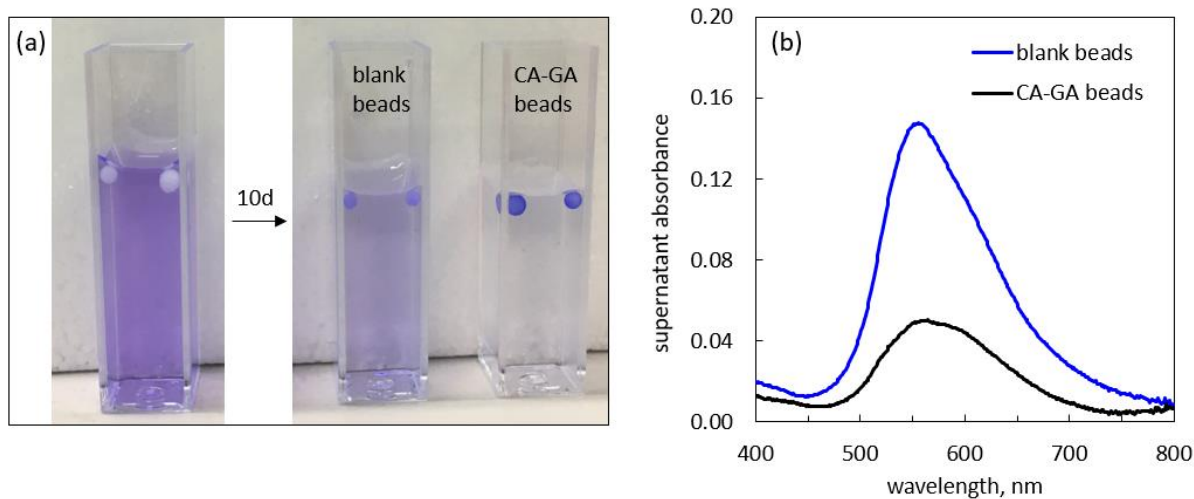 (a)
10d
blank
beads
CA-GA
beads
(b)
blank beads
CA-GA beads
supernatant absorbance
0.20
0.16
0.12
0.08
0.04
0.00
400
500
600
700
800
wavelength, nm